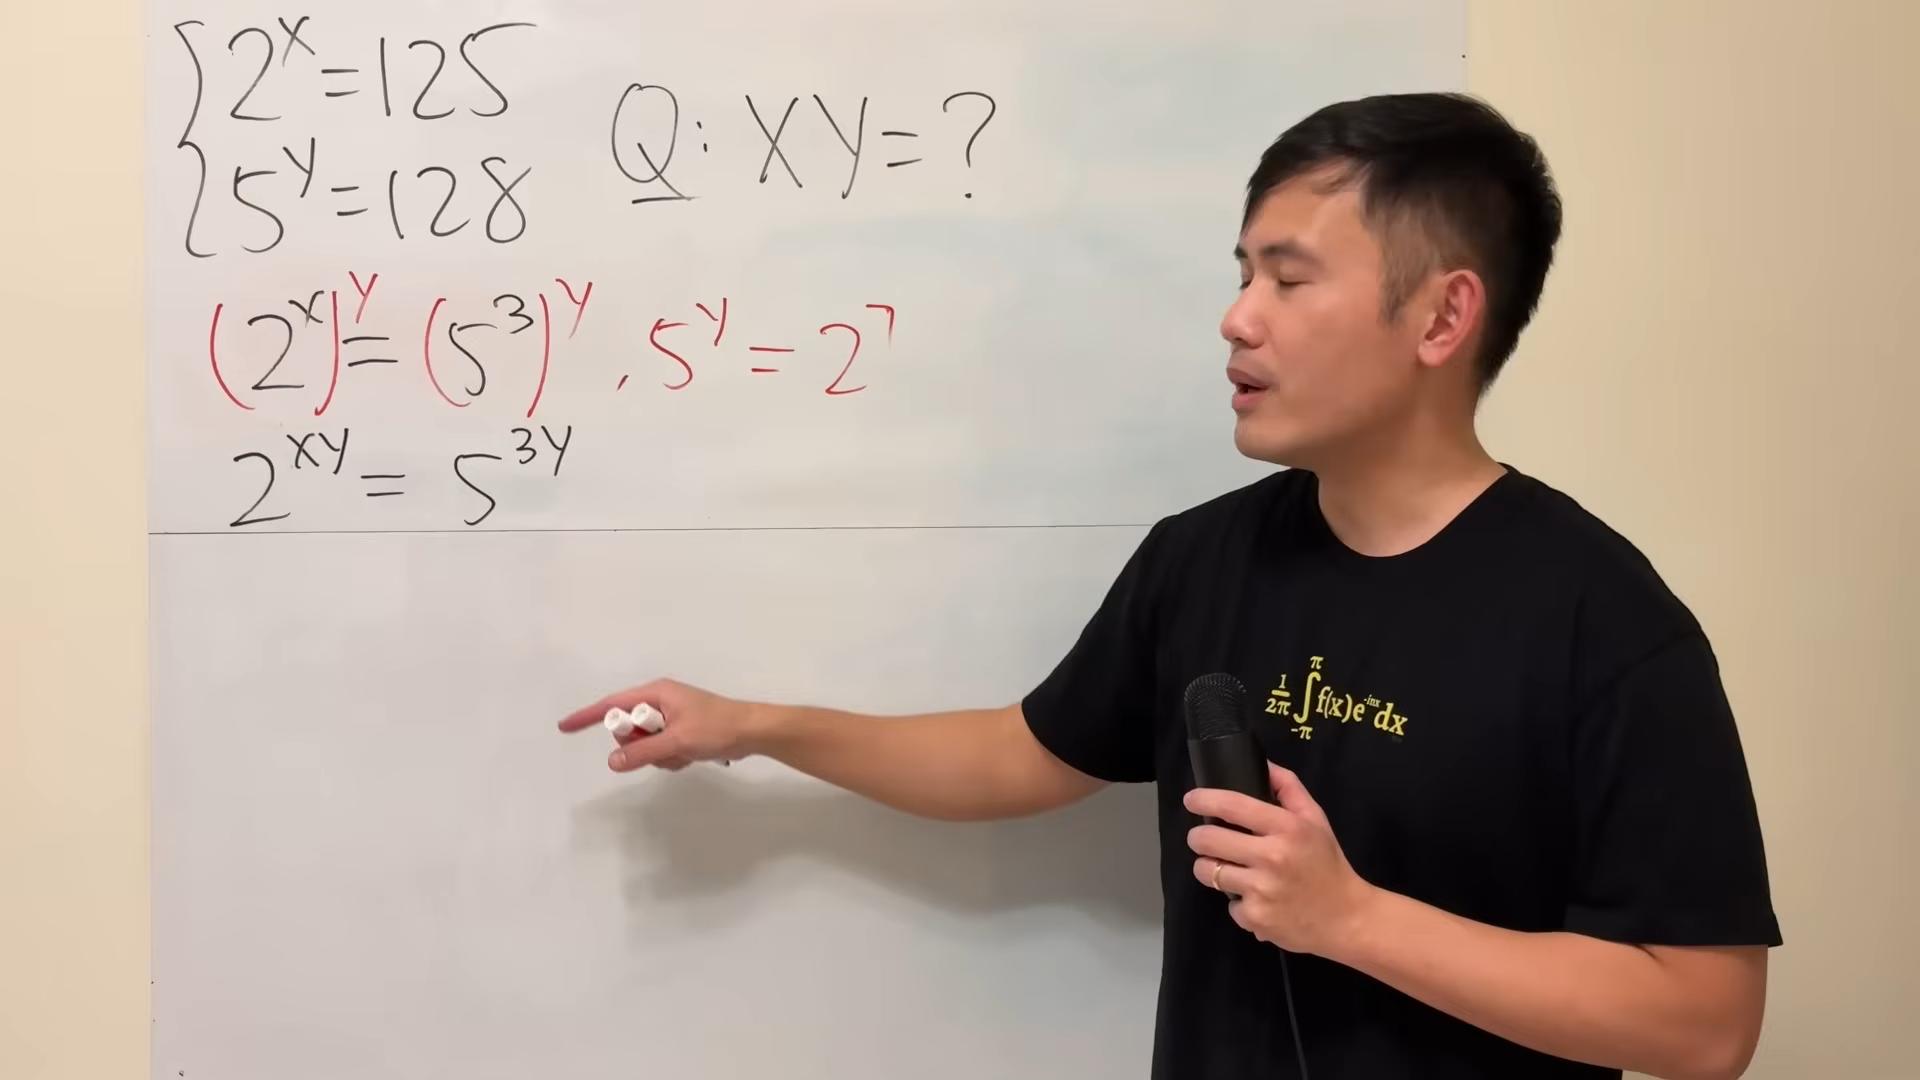 2^x = 125
5^y = 128
Q: xy = ?
(2^x)^y = (5^3)^y , 5^y = 2^7
2^xy = 5^3y
1/2π ∫_-π^π f(x)e^-inx dx